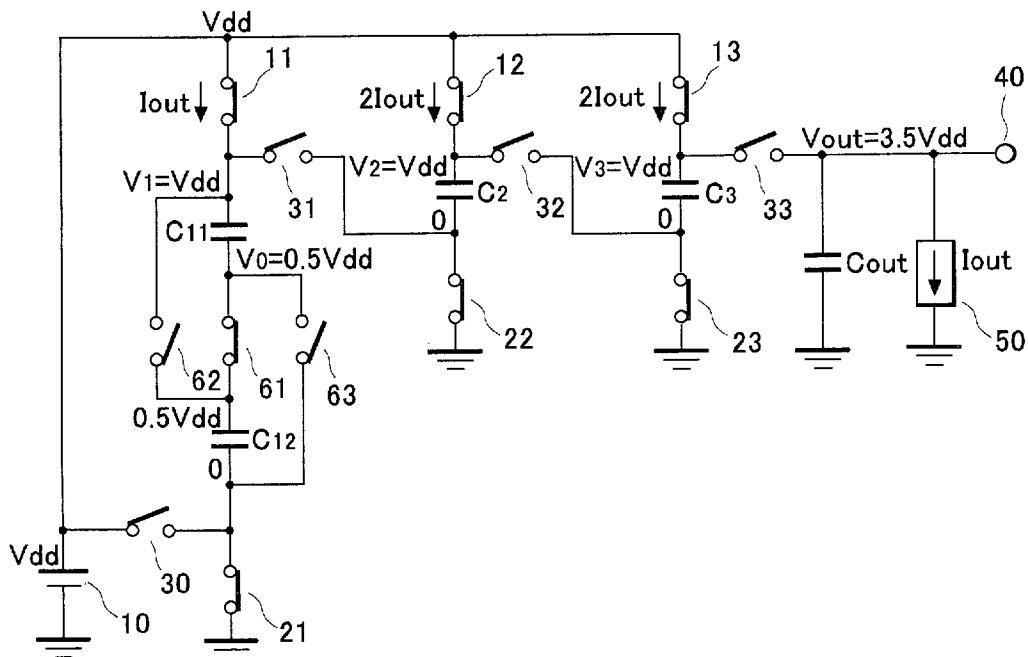 Vdd
11
12
13
40
Iout
2Iout
2Iout
Vout=3.5Vdd
V1=Vdd
31
V2=Vdd
C2
32
V3=Vdd
C3
33
0
0
C11
V0=0.5Vdd
Cout
Iout
62
61
63
22
23
50
0.5Vdd
C12
0
Vdd
30
10
21